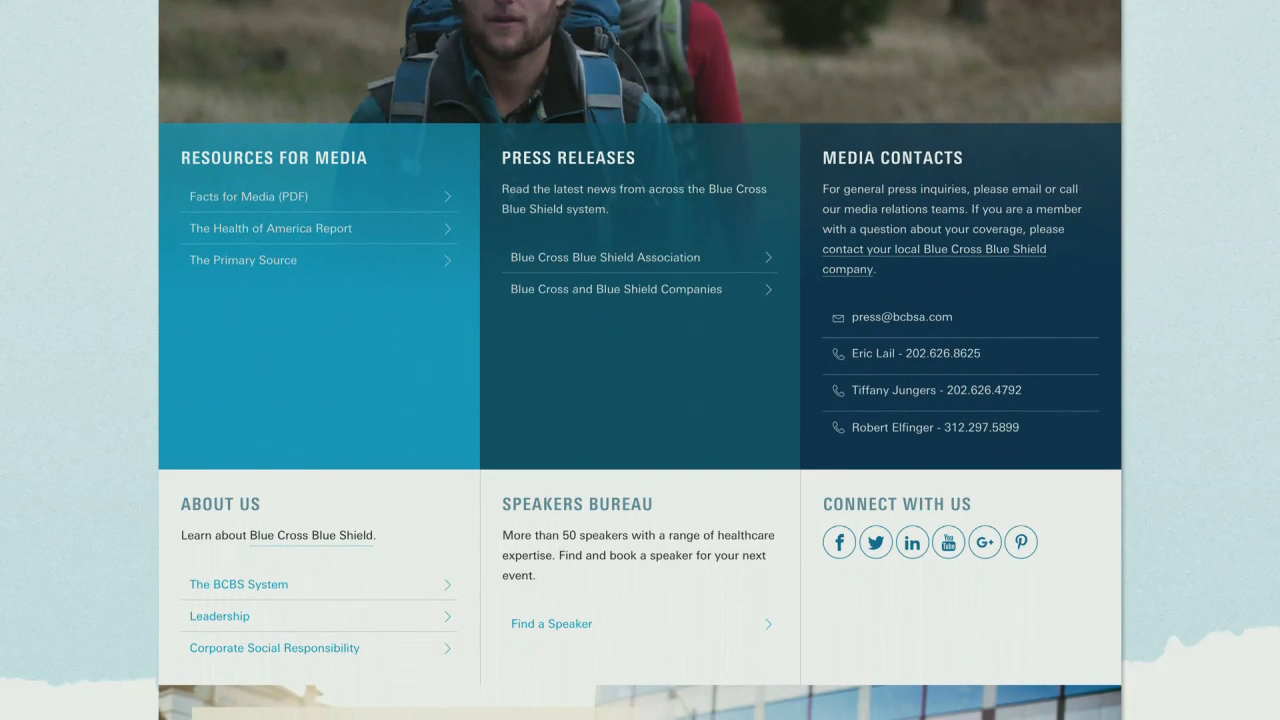 RESOURCES FOR MEDIA
Facts for Media (PDF)
The Health of America Report
The Primary Source
PRESS RELEASES
Read the latest news from across the Blue Cross
Blue Shield system.
Blue Cross Blue Shield Association
Blue Cross and Blue Shield Companies
MEDIA CONTACTS
For general press inquiries, please email or call
our media relations teams. If you are a member
with a question about your coverage, please
contact your local Blue Cross Blue Shield
company.
press@bcbsa.com
Eric Lail - 202.626.8625
Tiffany Jungers - 202.626.4792
Robert Elfinger - 312.297.5899
ABOUT US
Learn about Blue Cross Blue Shield.
The BCBS System
Leadership
Corporate Social Responsibility
SPEAKERS BUREAU
More than 50 speakers with a range of healthcare
expertise. Find and book a speaker for your next
event.
Find a Speaker
CONNECT WITH US
f in You Tube G+